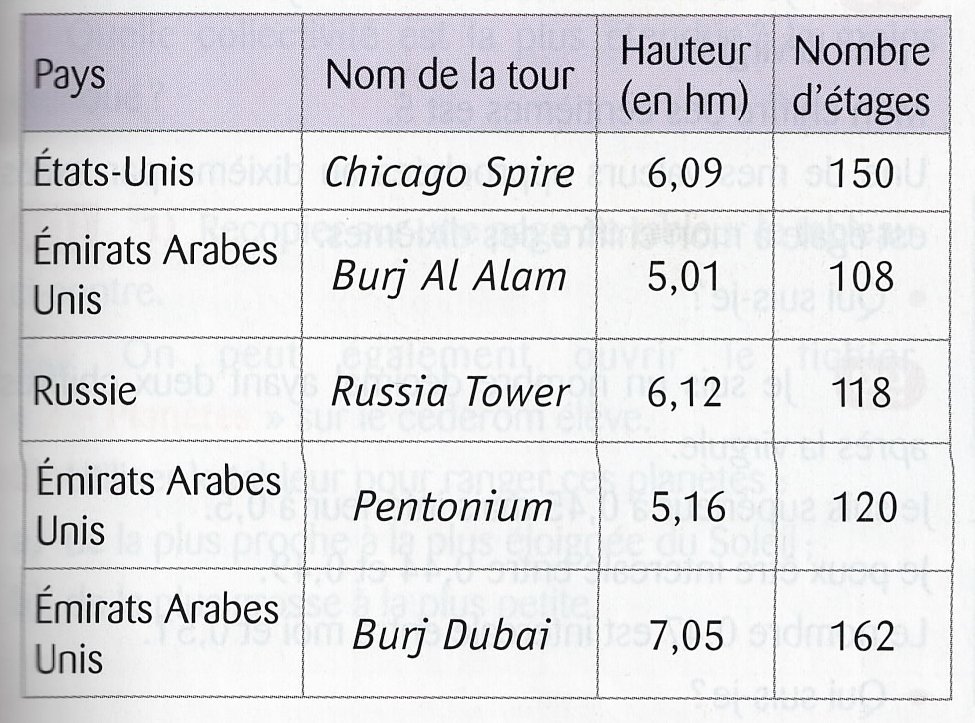 Pays Nom de la tour Hauteur (en hm) Nombre d'étages
États-Unis Chicago Spire 6,09 150
Émirats Arabes Unis Burj Al Alam 5,01 108
Russie Russia Tower 6,12 118
Émirats Arabes Unis Pentonium 5,16 120
Émirats Arabes Unis Burj Dubai 7,05 162